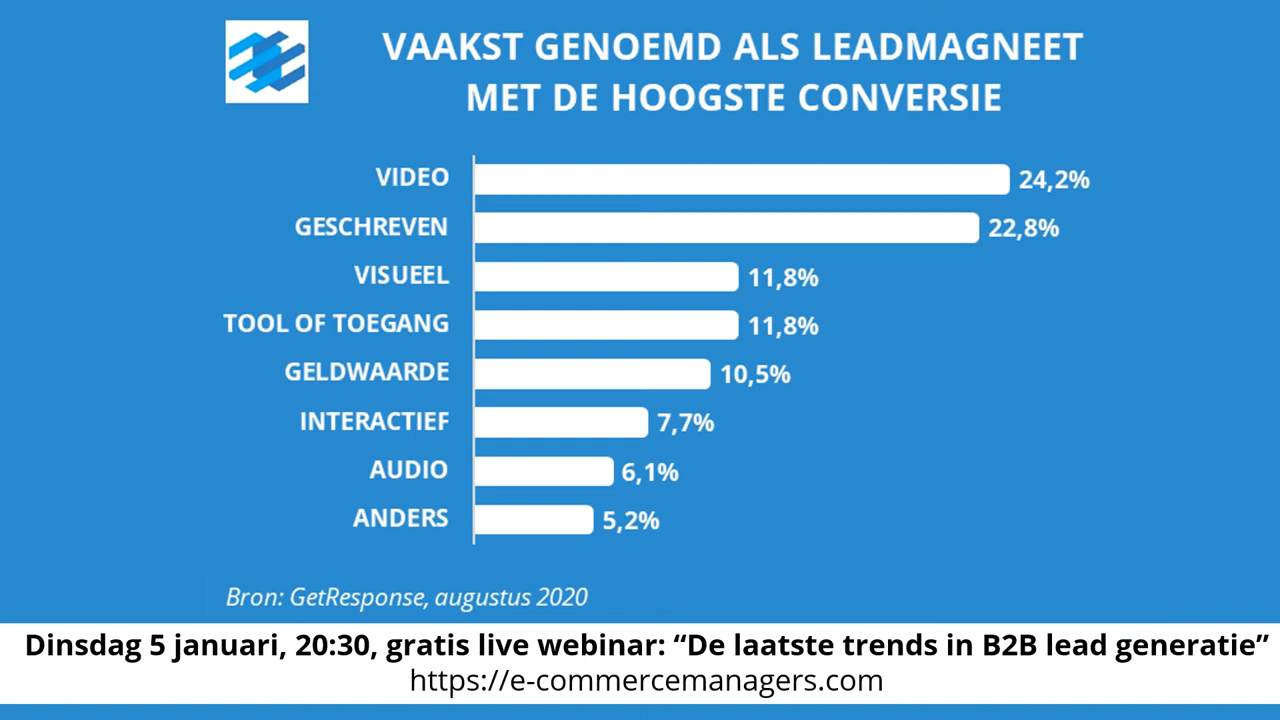 VAAKST GENOEMD ALS LEADMAGNEET
MET DE HOOGSTE CONVERSIE
VIDEO 24,2%
GESCHREVEN 22,8%
VISUEEL 11,8%
TOOL OF TOEGANG 11,8%
GELDWAARDE 10,5%
INTERACTIEF 7,7%
AUDIO 6,1%
ANDERS 5,2%
Bron: GetResponse, augustus 2020
Dinsdag 5 januari, 20:30, gratis live webinar: “De laatste trends in B2B lead generatie”
https://e-commercemanagers.com